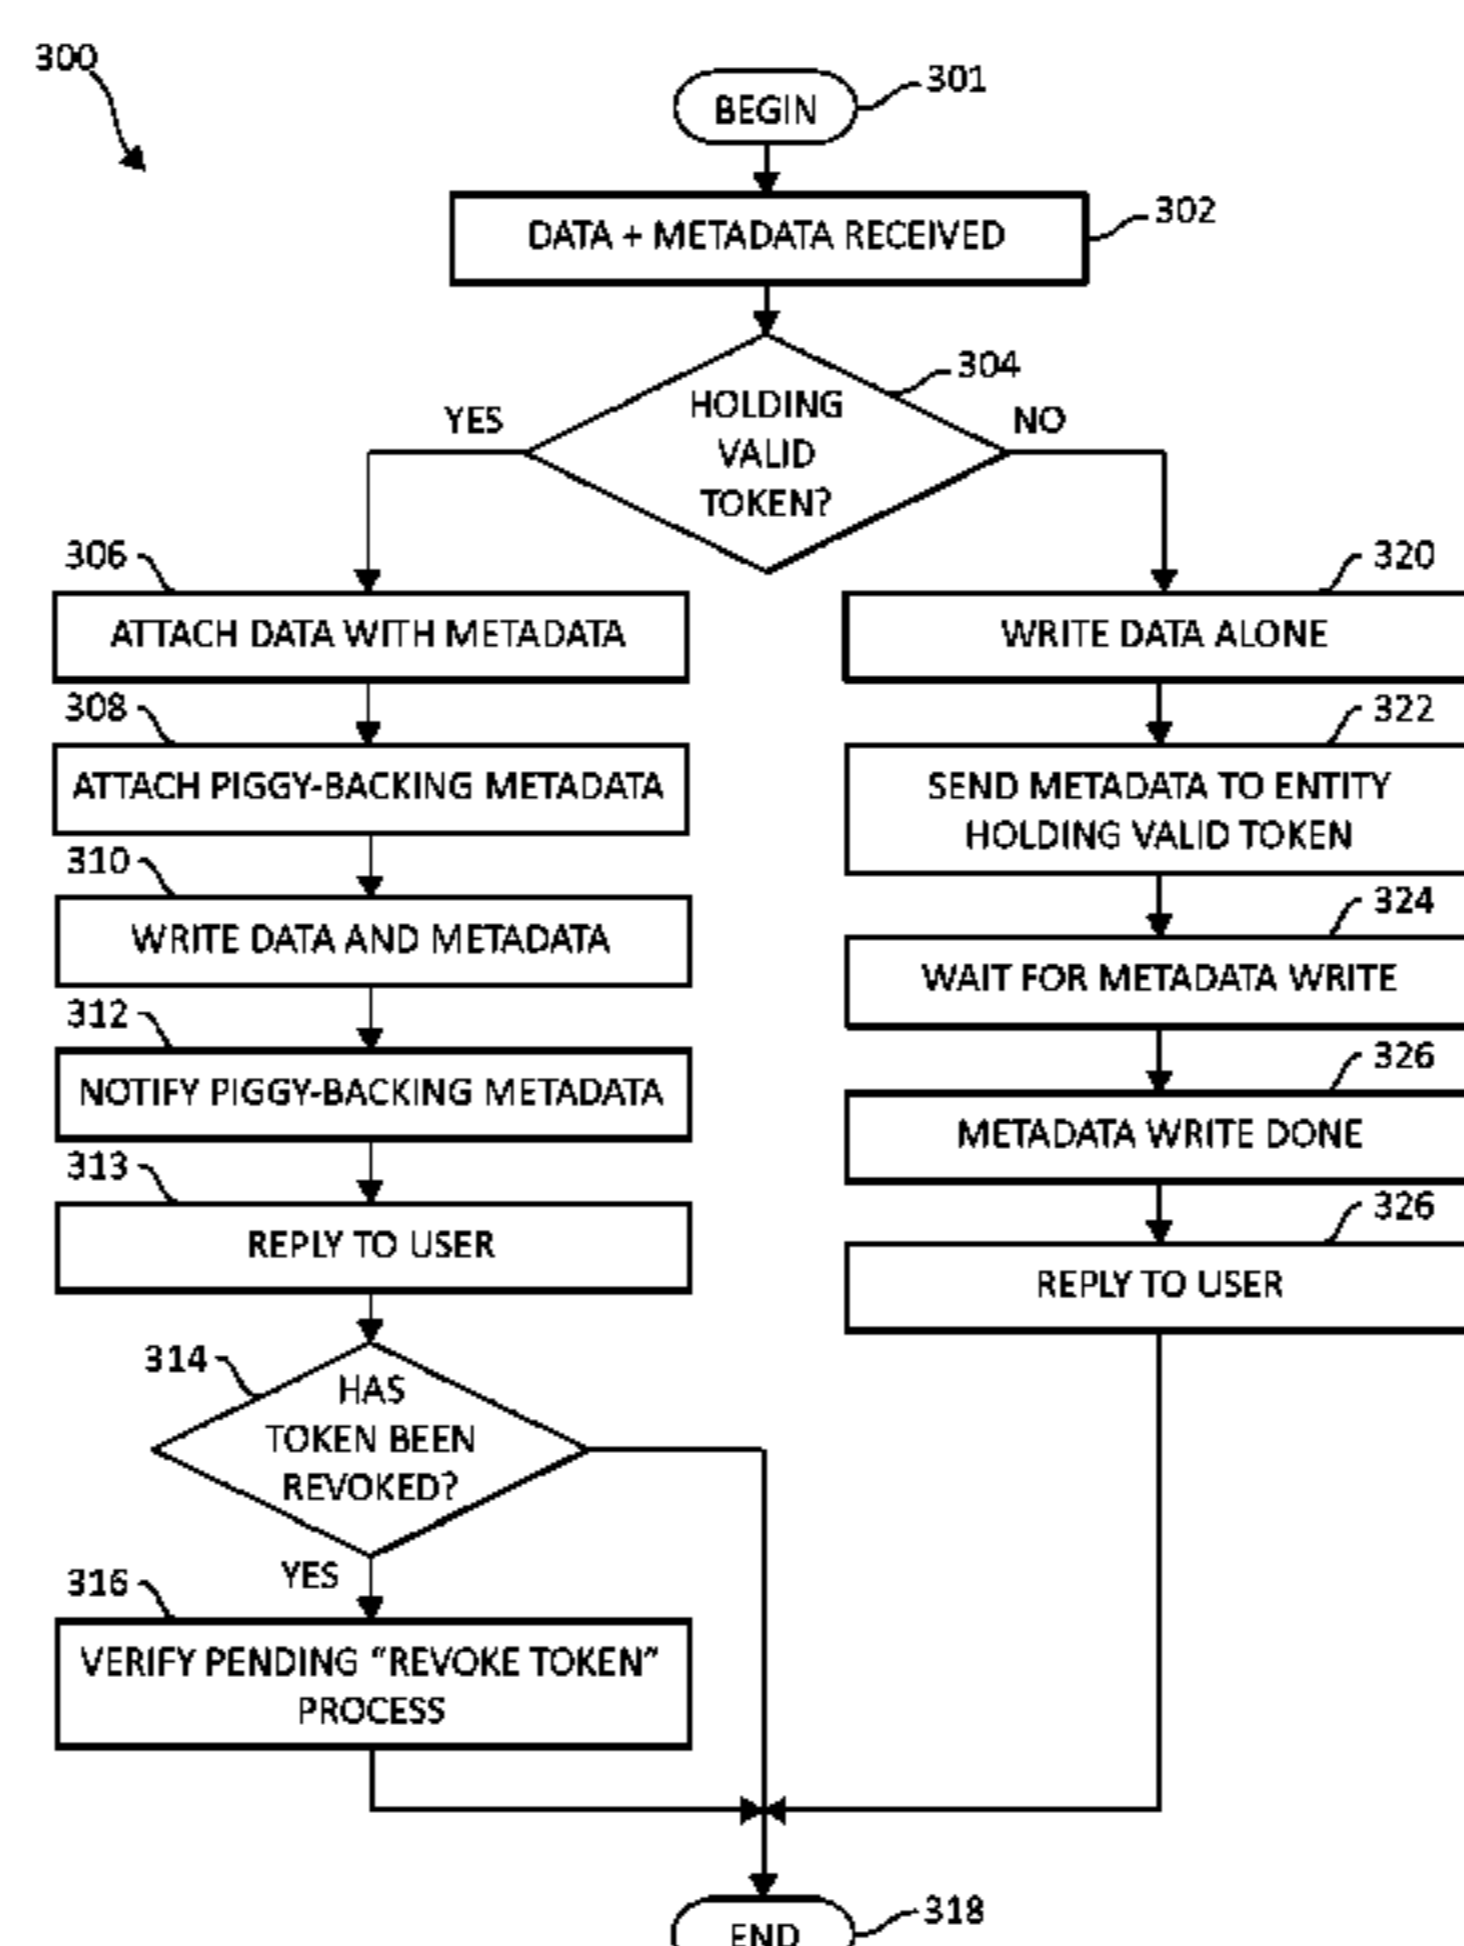 300
BEGIN
301
DATA + METADATA RECEIVED
302
304
HOLDING
VALID
TOKEN?
YES
NO
306
ATTACH DATA WITH METADATA
308
ATTACH PIGGY-BACKING METADATA
310
WRITE DATA AND METADATA
312
NOTIFY PIGGY-BACKING METADATA
313
REPLY TO USER
314
HAS
TOKEN BEEN
REVOKED?
YES
316
VERIFY PENDING “REVOKE TOKEN”
PROCESS
320
WRITE DATA ALONE
322
SEND METADATA TO ENTITY
HOLDING VALID TOKEN
324
WAIT FOR METADATA WRITE
326
METADATA WRITE DONE
326
REPLY TO USER
END
318